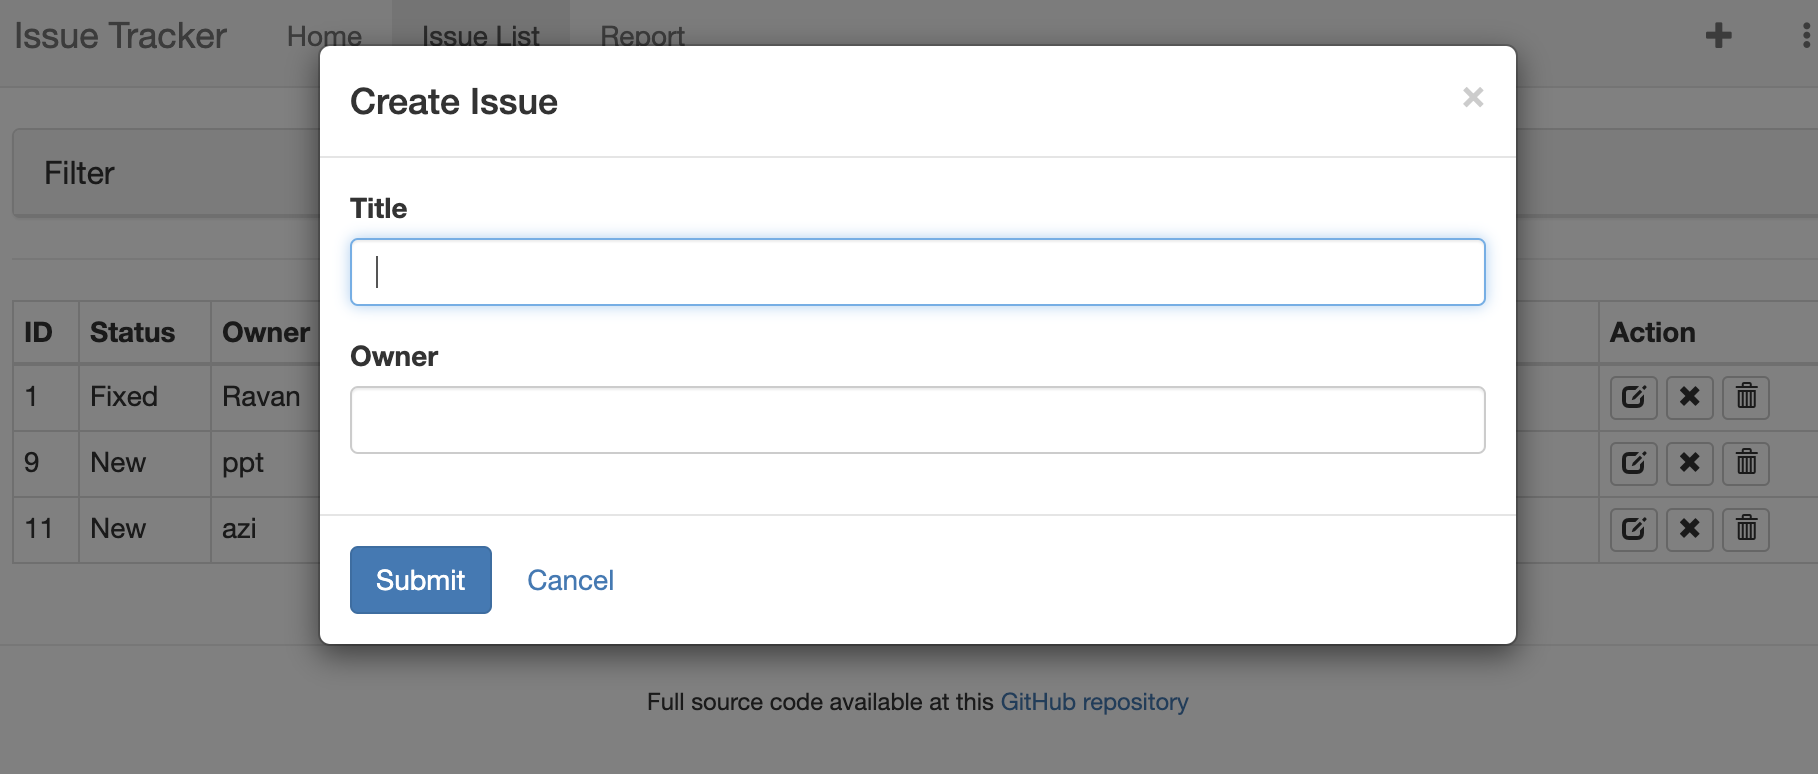 Issue Tracker Home Issue List Report
Create Issue ×
Filter
Title
Owner
ID Status Owner Action
1 Fixed Ravan
9 New ppt
11 New azi
Submit Cancel
Full source code available at this GitHub repository